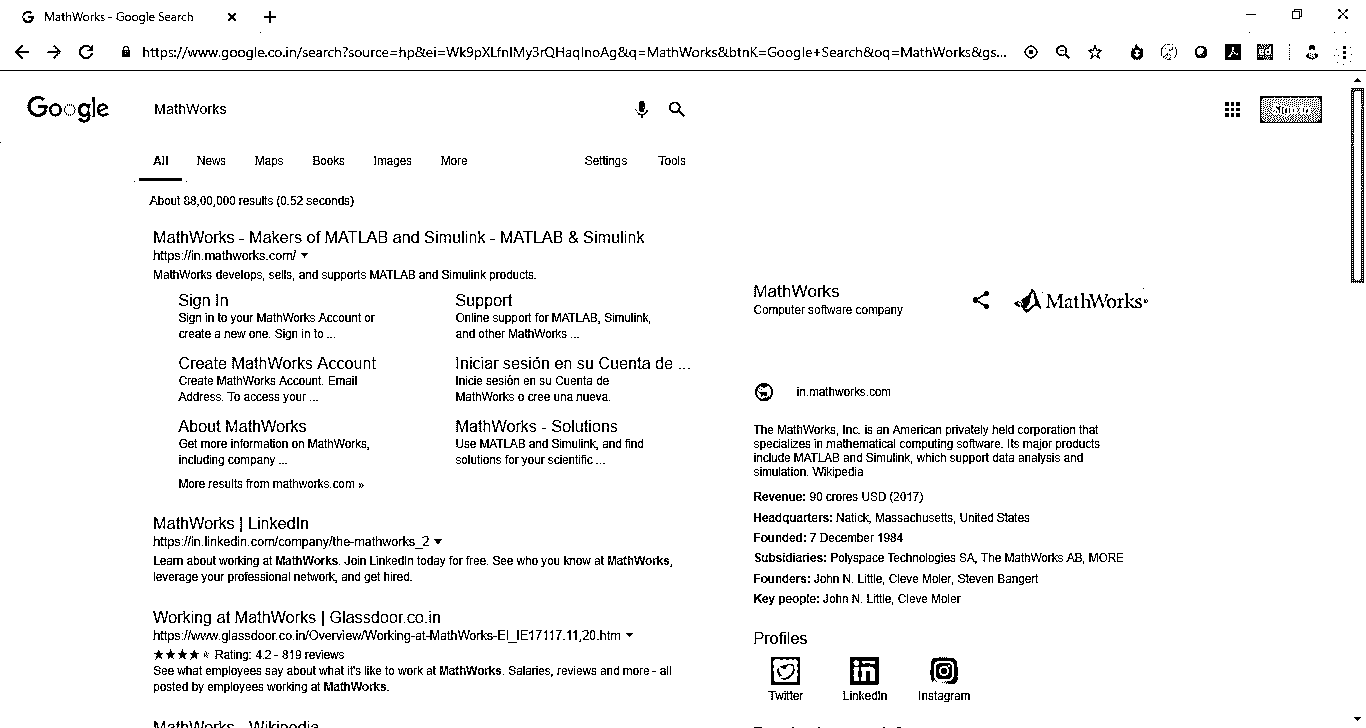 MathWorks - Google Search
https://www.google.co.in/search?source=hp&ei=Wk9pXLfnIMy3rQHaqInoAg&q=MathWorks&btnK=Google+Search&oq=MathWorks&gs...
Google
MathWorks
All News Maps Books Images More Settings Tools
About 88,00,000 results (0.52 seconds)
MathWorks - Makers of MATLAB and Simulink - MATLAB & Simulink
https://in.mathworks.com/
MathWorks develops, sells, and supports MATLAB and Simulink products.
Sign In
Sign in to your MathWorks Account or
create a new one. Sign in to ...
Support
Online support for MATLAB, Simulink,
and other MathWorks ...
Create MathWorks Account
Create MathWorks Account. Email
Address. To access your ...
Iniciar sesión en su Cuenta de ...
Inicie sesión en su Cuenta de
MathWorks o cree una nueva.
About MathWorks
Get more information on MathWorks,
including company ...
MathWorks - Solutions
Use MATLAB and Simulink, and find
solutions for your scientific ...
More results from mathworks.com »
MathWorks | LinkedIn
https://in.linkedin.com/company/the-mathworks_2
Learn about working at MathWorks. Join LinkedIn today for free. See who you know at MathWorks,
leverage your professional network, and get hired.
Working at MathWorks | Glassdoor.co.in
https://www.glassdoor.co.in/Overview/Working-at-MathWorks-EI_IE17117.11,20.htm
Rating: 4.2 - 819 reviews
See what employees say about what it's like to work at MathWorks. Salaries, reviews and more - all
posted by employees working at MathWorks.
MathWorks - Wikipedia
MathWorks
Computer software company
MathWorks
in.mathworks.com
The MathWorks, Inc. is an American privately held corporation that
specializes in mathematical computing software. Its major products
include MATLAB and Simulink, which support data analysis and
simulation. Wikipedia
Revenue: 90 crores USD (2017)
Headquarters: Natick, Massachusetts, United States
Founded: 7 December 1984
Subsidiaries: Polyspace Technologies SA, The MathWorks AB, MORE
Founders: John N. Little, Cleve Moler, Steven Bangert
Key people: John N. Little, Cleve Moler
Profiles
Twitter LinkedIn Instagram